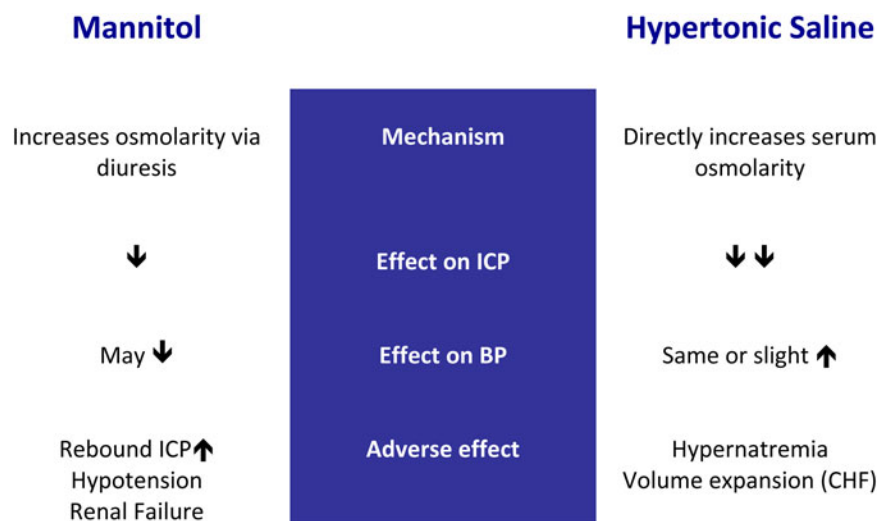 Mannitol
Hypertonic Saline
Increases osmolarity via
diuresis
Mechanism
Directly increases serum
osmolarity
↓
Effect on ICP
↓ ↓
May ↓
Effect on BP
Same or slight ↑
Rebound ICP↑
Hypotension
Renal Failure
Adverse effect
Hypernatremia
Volume expansion (CHF)